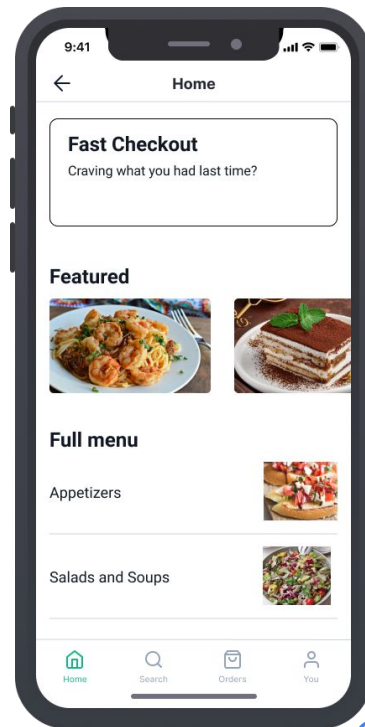 9:41
Home
Fast Checkout
Craving what you had last time?
Featured
Full menu
Appetizers
Salads and Soups
Home Search Orders You